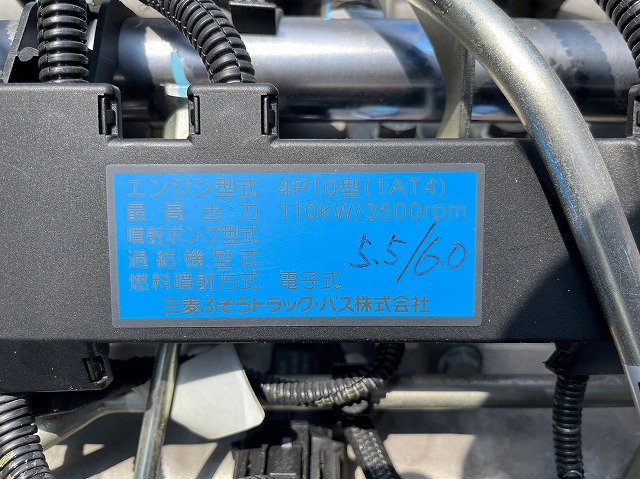 エンジン型式 4P10型(1AT4)
最高出力 110kW/3500rpm
噴射ポンプ型式
過給機型式 5.5/6.0
燃料噴射方式 電子式
三菱ふそうトラック・バス株式会社